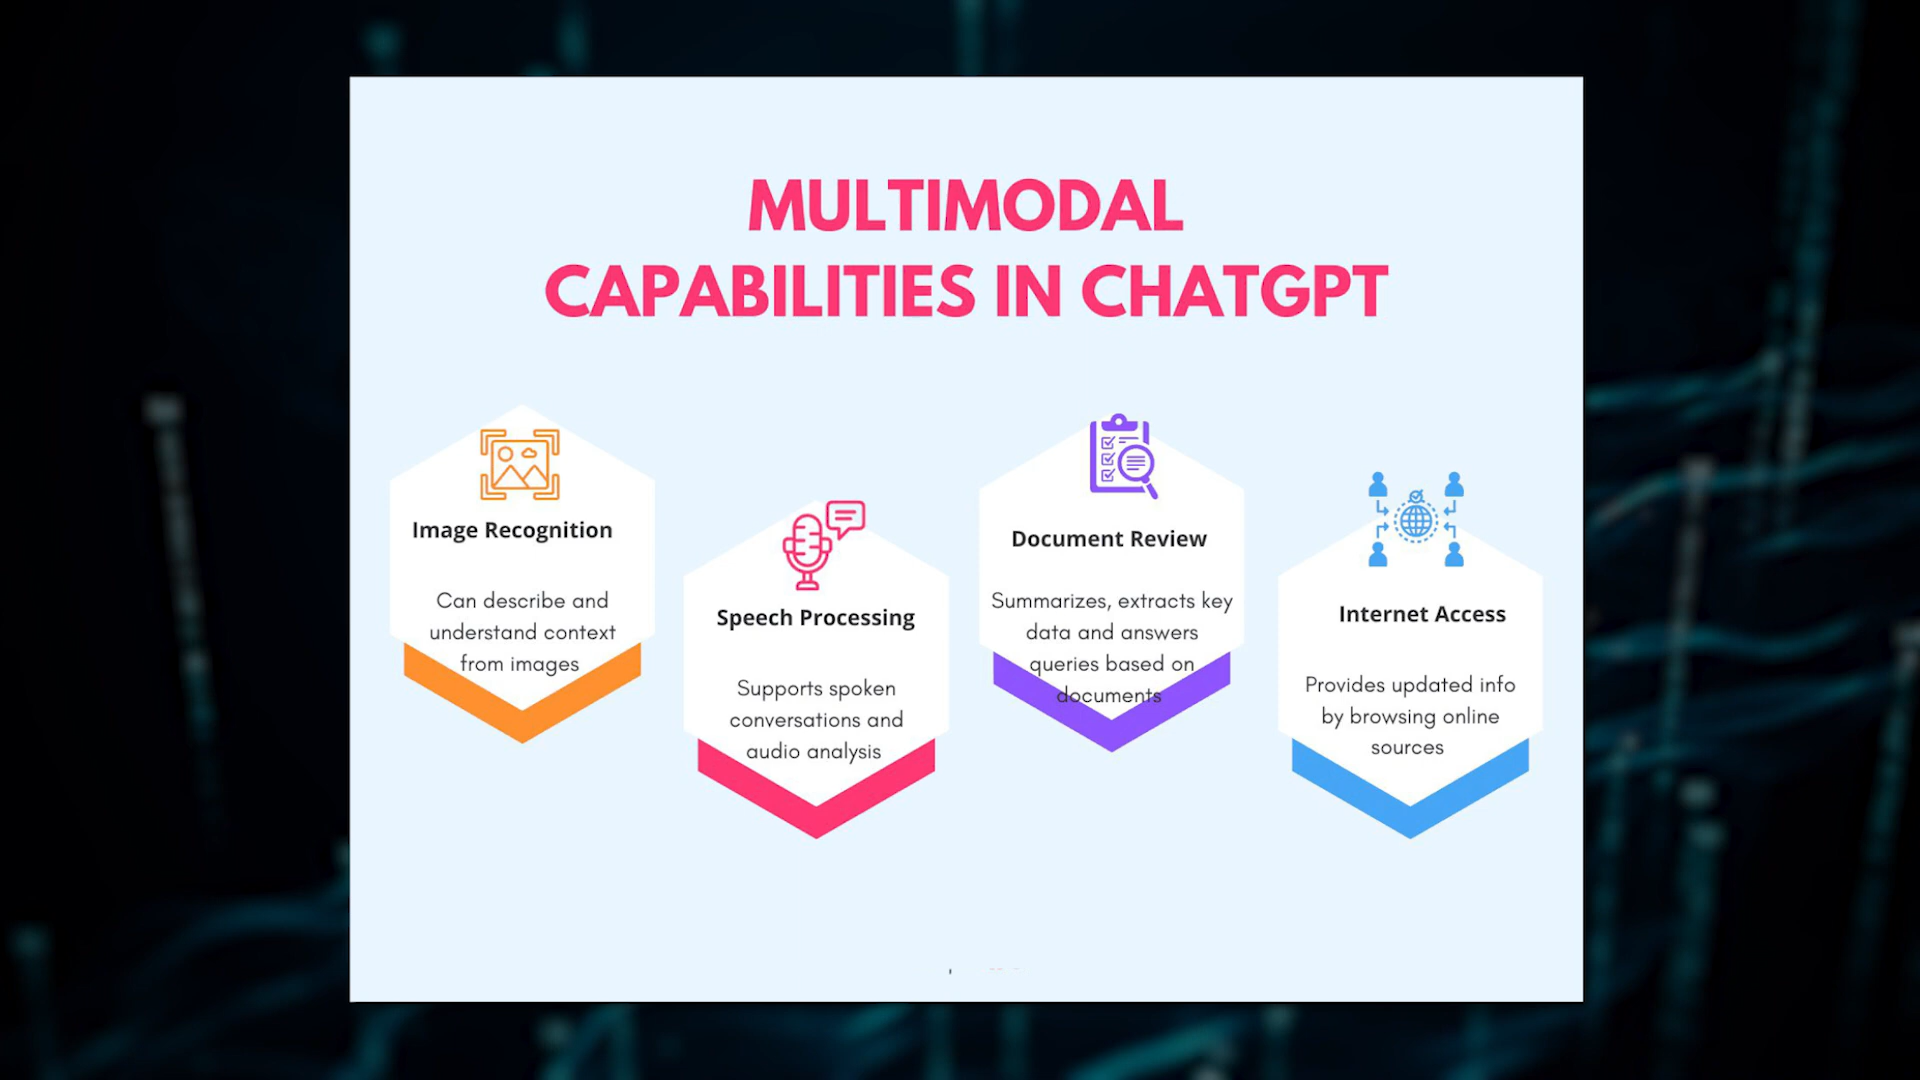 MULTIMODAL
CAPABILITIES IN CHATGPT
Image Recognition
Can describe and
understand context
from images
Speech Processing
Supports spoken
conversations and
audio analysis
Document Review
Summarizes, extracts key
data and answers
queries based on
documents
Internet Access
Provides updated info
by browsing online
sources